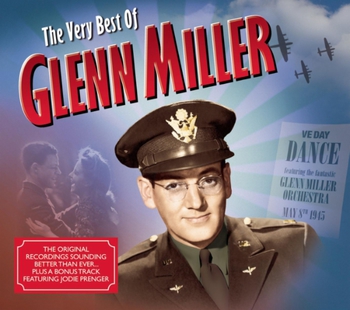 The Very Best Of
GLENN MILLER
VE DAY
DANCE
featuring the fantastic
GLENN MILLER
ORCHESTRA
MAY 8TH 1945
THE ORIGINAL
RECORDINGS SOUNDING
BETTER THAN EVER...
PLUS A BONUS TRACK
FEATURING JODIE PRENGER